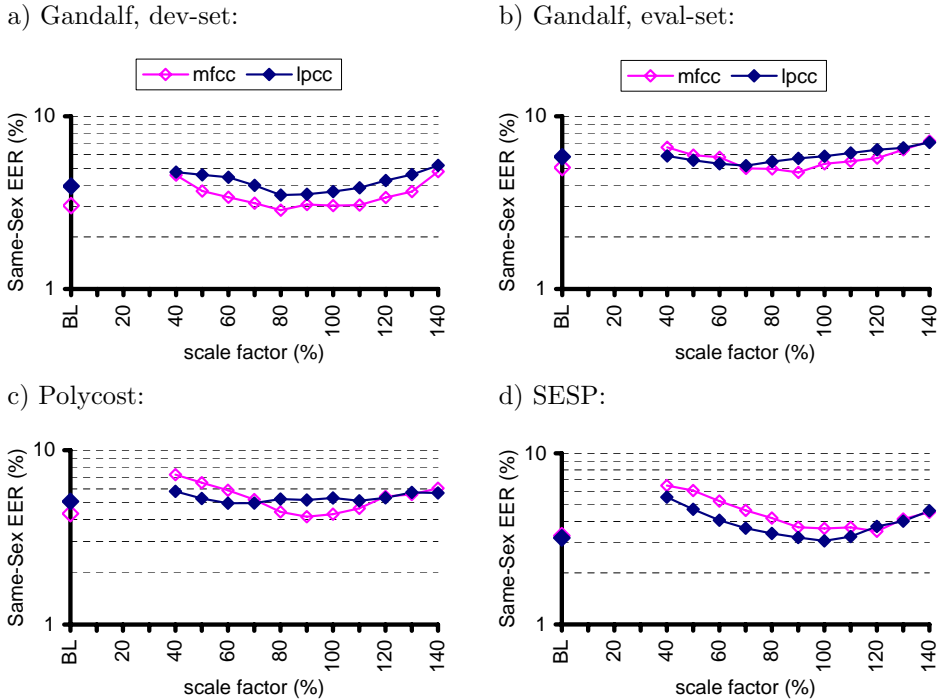 a) Gandalf, dev-set:
mfcc lpcc
Same-Sex EER (%)
10
1
BL 20 40 60 80 100 120 140
scale factor (%)
b) Gandalf, eval-set:
mfcc lpcc
Same-Sex EER (%)
10
1
BL 20 40 60 80 100 120 140
scale factor (%)
c) Polycost:
Same-Sex EER (%)
10
1
BL 20 40 60 80 100 120 140
scale factor (%)
d) SESP:
Same-Sex EER (%)
10
1
BL 20 40 60 80 100 120 140
scale factor (%)